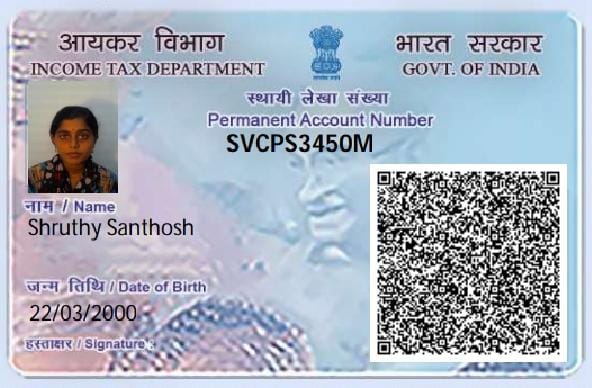 आयकर विभाग
INCOME TAX DEPARTMENT
भारत सरकार
GOVT. OF INDIA
स्थायी लेखा संख्या
Permanent Account Number
SVCPS3450M
नाम / Name
Shruthy Santhosh
जन्म तिथि / Date of Birth
22/03/2000
हस्ताक्षर / Signature :